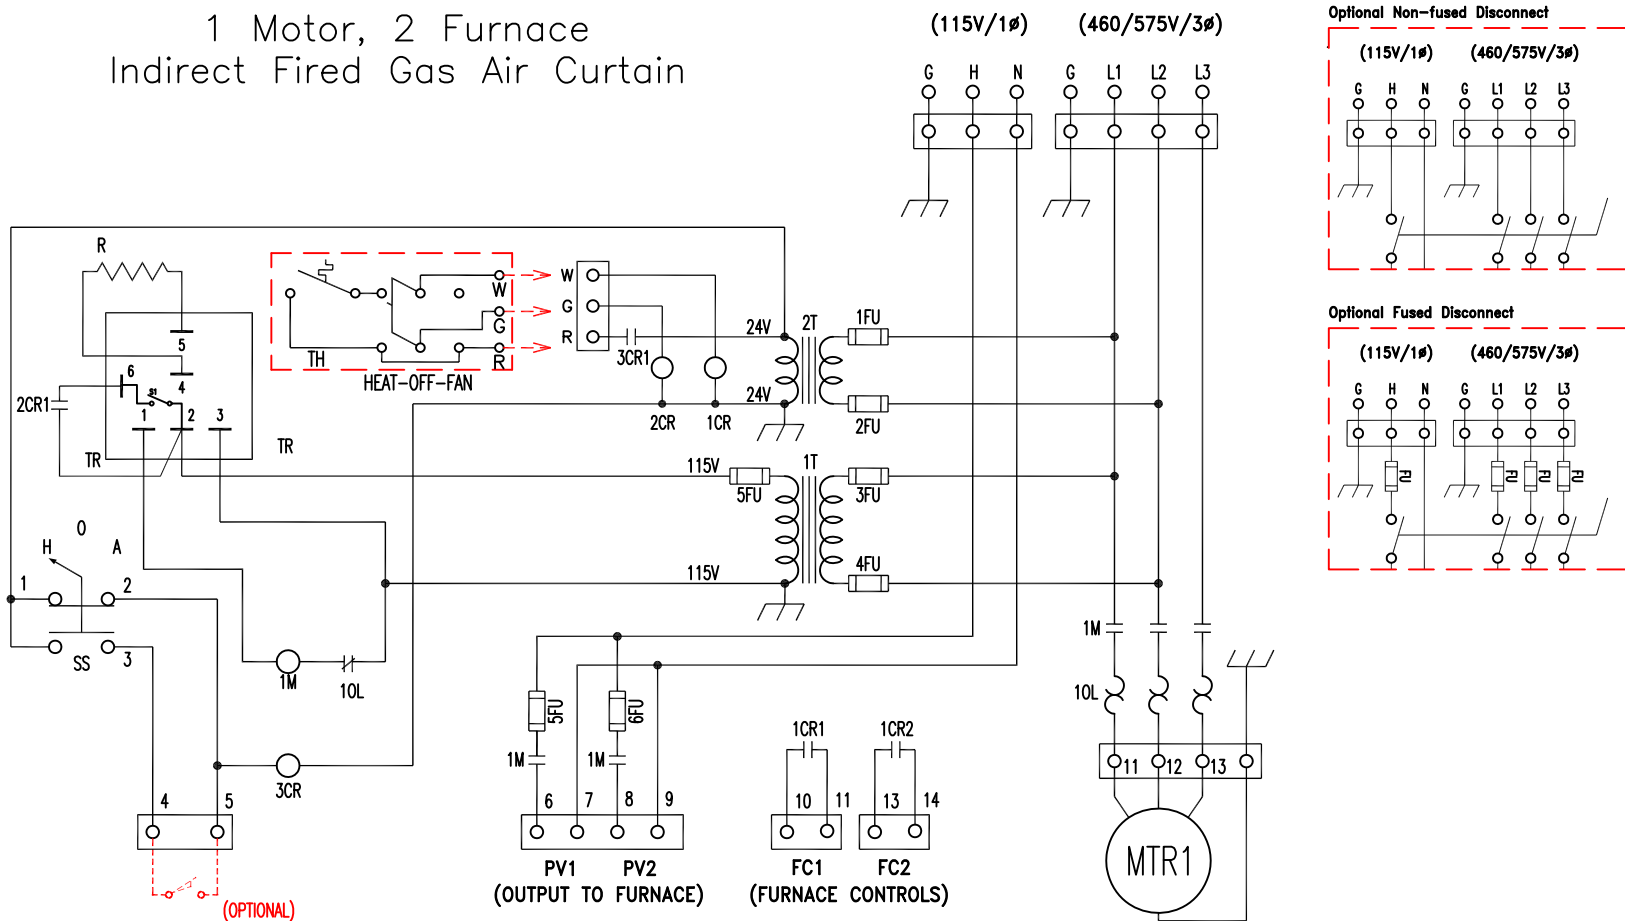 1 Motor, 2 Furnace
Indirect Fired Gas Air Curtain
(115V/1ø) (460/575V/3ø)
G H N G L1 L2 L3
Optional Non-fused Disconnect
(115V/1ø) (460/575V/3ø)
G H N G L1 L2 L3
Optional Fused Disconnect
(115V/1ø) (460/575V/3ø)
G H N G L1 L2 L3
FU FU FU FU
R
5
4
6
S1
1 2 3
2CR1
TR
TR
TH
W
G
R
HEAT-OFF-FAN
W
G
R
3CR1
2CR
1CR
24V
24V
2T
1FU
2FU
115V
5FU
1T
3FU
4FU
115V
O
H A
1 2
SS 3
1M
1OL
3CR
4 5
(OPTIONAL)
5FU
6FU
1M
1M
6 7 8 9
PV1 PV2
(OUTPUT TO FURNACE)
1CR1
1CR2
10 11
13 14
FC1 FC2
(FURNACE CONTROLS)
1M
1OL
11 12 13
MTR1